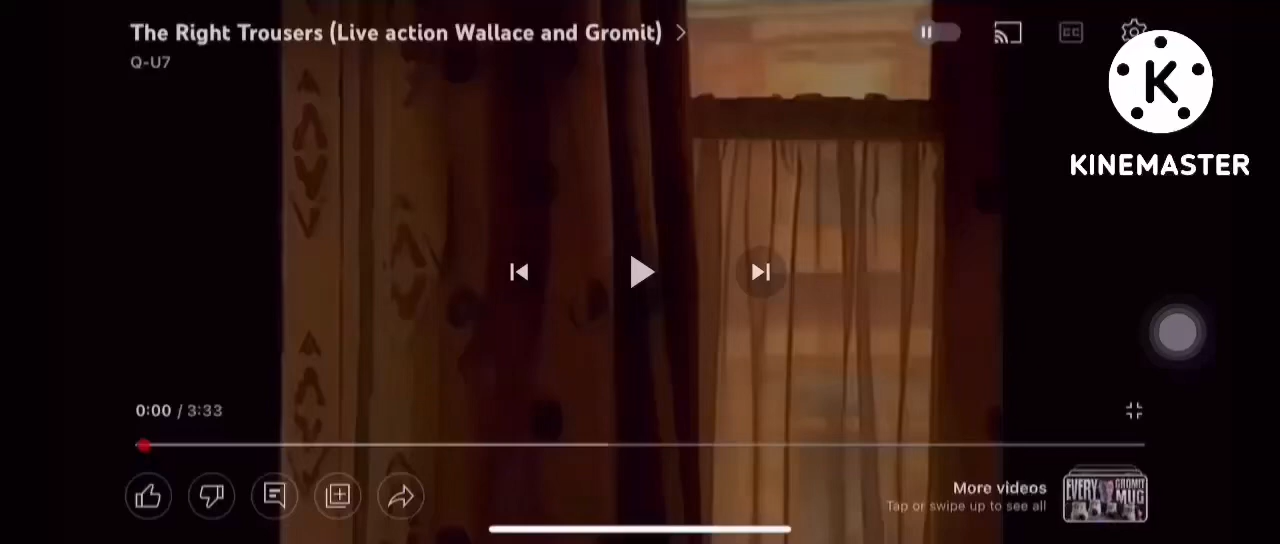 The Right Trousers (Live action Wallace and Gromit)
Q-U7
CC
K
KINEMASTER
0:00 / 3:33
More videos
Tap or swipe up to see all
EVERY GROMIT
MUG